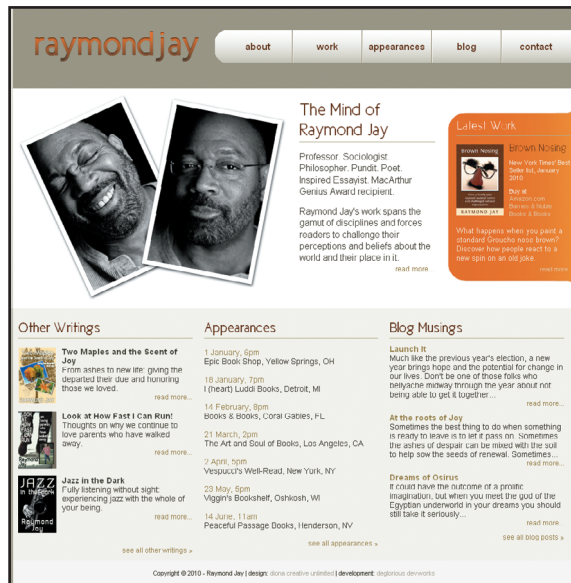 raymondjay
about work appearances blog contact
The Mind of
Raymond Jay
Professor. Sociologist.
Philosopher. Pundit. Poet.
Inspired Essayist. MacArthur
Genius Award recipient.
Raymond Jay's work spans the
gamut of disciplines and forces
readers to challenge their
perceptions and beliefs about the
world and their place in it.
read more...
Latest Work
Brown Nosing
RAYMOND JAY
Brown Nosing
New York Times' Best
Seller list, January
2010
Buy at
Amazon.com
Barnes & Noble
Books & Books
What happens when you paint a
standard Groucho nose brown?
Discover how people react to a
new spin on an old joke.
read more
Other Writings
Two Maples and the Scent of
Joy
From ashes to new life: giving the
departed their due and honoring
those we loved.
read more...
Look at How Fast I Can Run!
Thoughts on why we continue to
love parents who have walked
away.
read more...
JAZZ
in the Dark
Raymond
Jay
Jazz in the Dark
Fully listening without sight:
experiencing jazz with the whole of
your being.
read more...
see all other writings »
Appearances
1 January, 6pm
Epic Book Shop, Yellow Springs, OH
18 January, 7pm
I (heart) Luddi Books, Detroit, MI
14 February, 8pm
Books & Books, Coral Gables, FL
21 March, 2pm
The Art and Soul of Books, Los Angeles, CA
2 April, 5pm
Vespucci's Well-Read, New York, NY
23 May, 5pm
Viggin's Bookshelf, Oshkosh, WI
14 June, 11am
Peaceful Passage Books, Henderson, NV
see all appearances »
Blog Musings
Launch It
Much like the previous year's election, a new
year brings hope and the potential for change in
our lives. Don't be one of those folks who
bellyache midway through the year about not
being able to get it together...
read more...
At the roots of Joy
Sometimes the best thing to do when something
is ready to leave is to let it pass on. Sometimes
the ashes of despair can be mixed with the soil
to help sow the seeds of renewal. Sometimes...
read more...
Dreams of Osirus
It could have the outcome of a prolific
imagination, but when you meet the god of the
Egyptian underworld in your dreams you should
still take it seriously...
read more...
see all blog posts »
Copyright © 2010 - Raymond Jay | design: diona creative unlimited | development: deglorious devworks